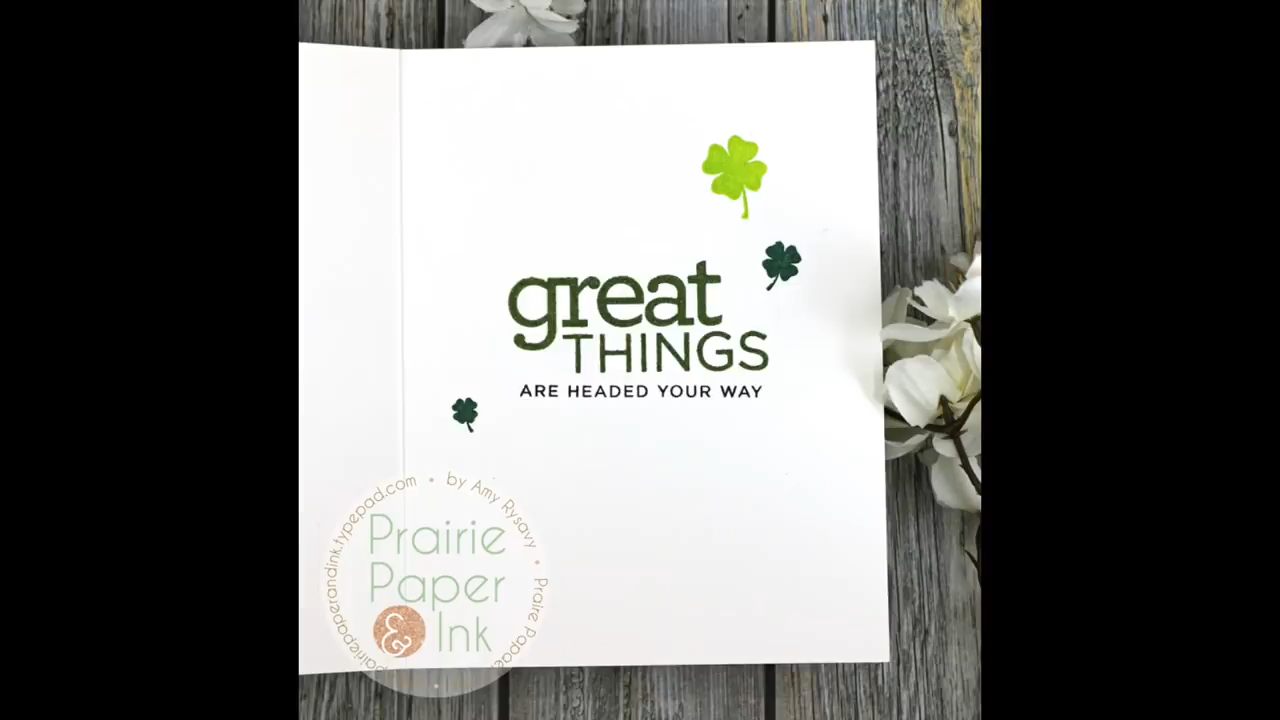 great
THINGS
ARE HEADED YOUR WAY
prairiepaperandink.typepad.com • by Amy Rysavy •
Prairie
Paper
& Ink